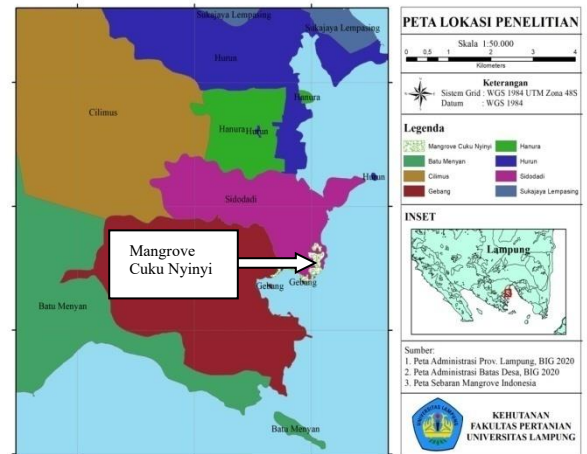 Sukajaya Lempasing
Sukajaya Lempasing
Hurun
Cilimus
Hanura
Hanura
Hurun
Hurun
Sidodadi
Mangrove
Cuku Nyinyi
Gebang
Gebang
Batu Menyan
Batu Menyan
PETA LOKASI PENELITIAN
Skala 1:50.000
0 0,5 1 2 3 4
Kilometers
Keterangan
Sistem Grid : WGS 1984 UTM Zona 48S
Datum : WGS 1984
Legenda
Mangrove Cuku Nyinyi
Batu Menyan
Cilimus
Gebang
Hanura
Hurun
Sidodadi
Sukajaya Lempasing
INSET
Lampung
Sumber:
1. Peta Administrasi Prov. Lampung, BIG 2020
2. Peta Administrasi Batas Desa, BIG 2020
3. Peta Sebaran Mangrove Indonesia
UNIVERSITAS LAMPUNG
KEHUTANAN
FAKULTAS PERTANIAN
UNIVERSITAS LAMPUNG